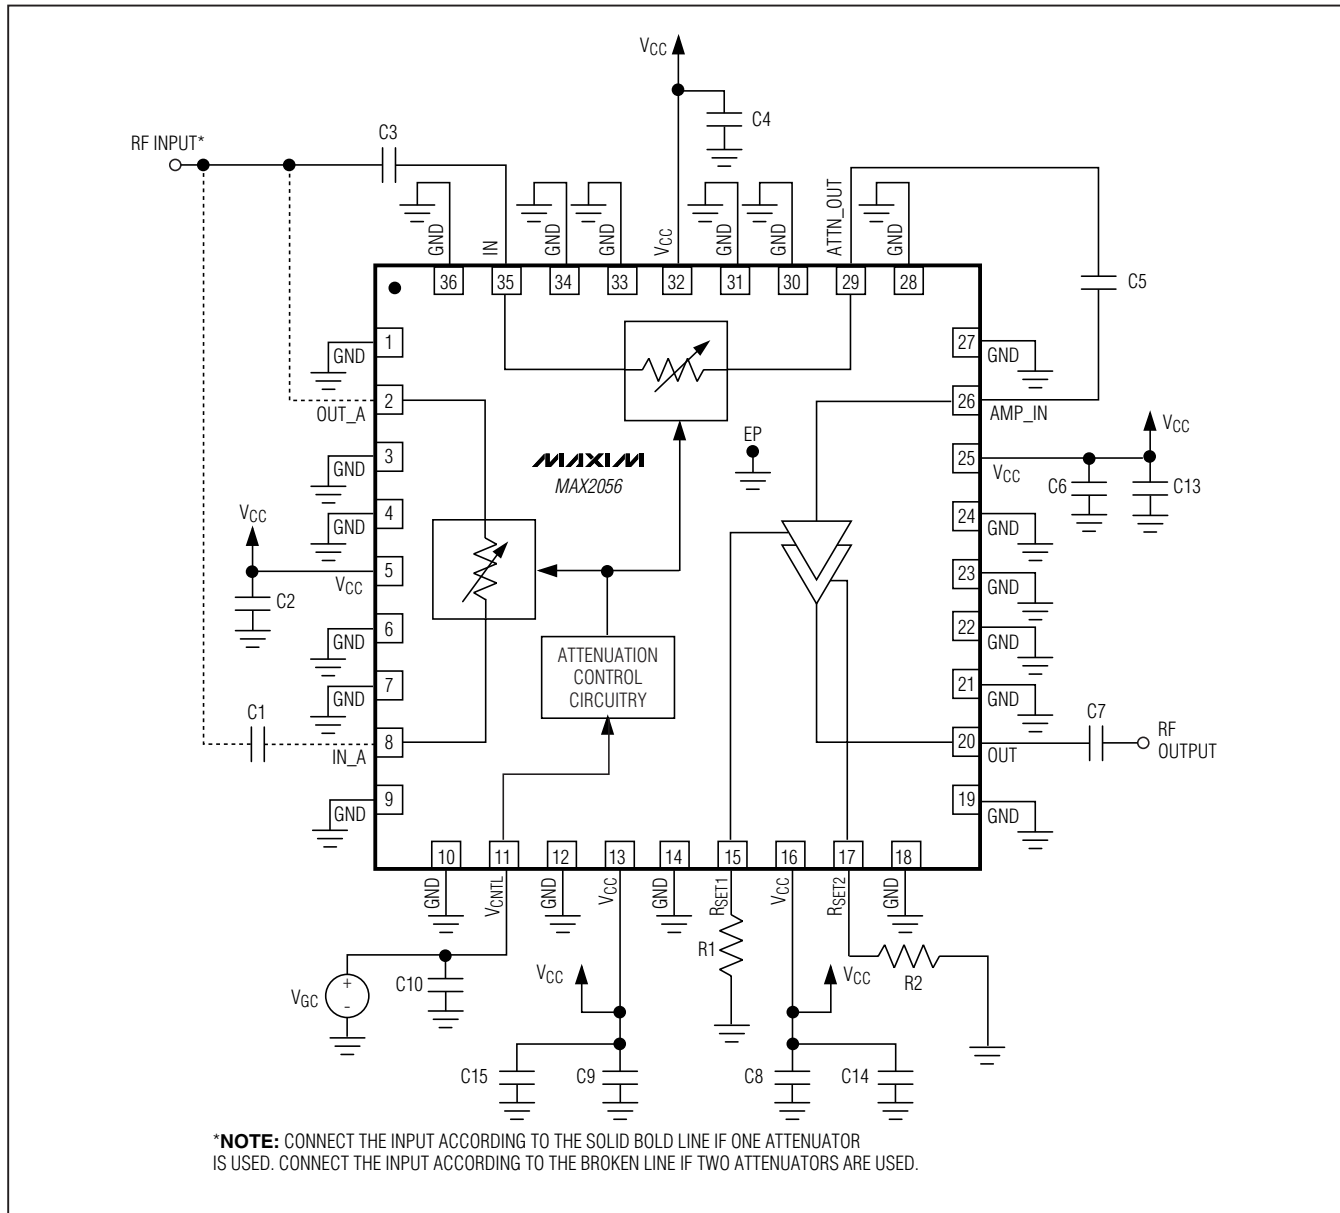 VCC
C4
RF INPUT*
C3
GND
IN
GND
GND
VCC
GND
GND
ATTN_OUT
GND
36
35
34
33
32
31
30
29
28
C5
1
GND
27
GND
2
OUT_A
26
AMP_IN
3
GND
MAXIM
MAX2056
EP
25
VCC
VCC
C6
C13
4
GND
VCC
24
GND
5
VCC
C2
23
GND
6
GND
22
GND
ATTENUATION
CONTROL
CIRCUITRY
7
GND
21
GND
C1
8
IN_A
20
OUT
C7
RF
OUTPUT
9
GND
19
GND
10
11
12
13
14
15
16
17
18
GND
VCNTL
GND
VCC
GND
RSET1
VCC
RSET2
GND
R1
R2
VGC
+
-
C10
VCC
VCC
C15
C9
C8
C14
*NOTE: CONNECT THE INPUT ACCORDING TO THE SOLID BOLD LINE IF ONE ATTENUATOR
IS USED. CONNECT THE INPUT ACCORDING TO THE BROKEN LINE IF TWO ATTENUATORS ARE USED.